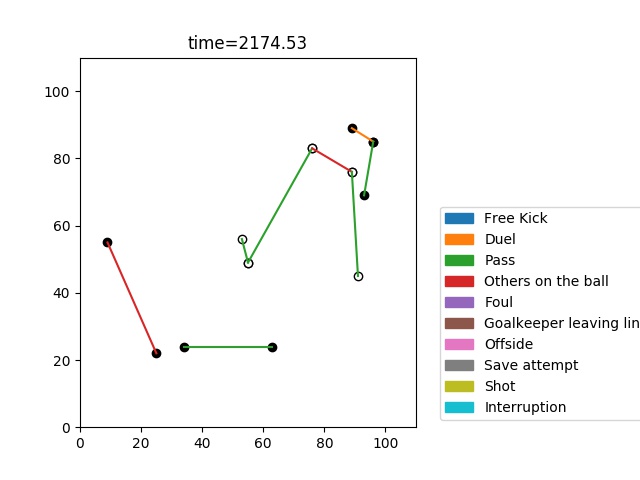 time=2174.53
100
80
60
40
20
0
0 20 40 60 80 100
Free Kick
Duel
Pass
Others on the ball
Foul
Goalkeeper leaving lin
Offside
Save attempt
Shot
Interruption